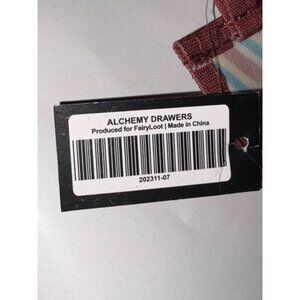 ALCHEMY DRAWERS
Produced for FairyLoot | Made in China
202311-07